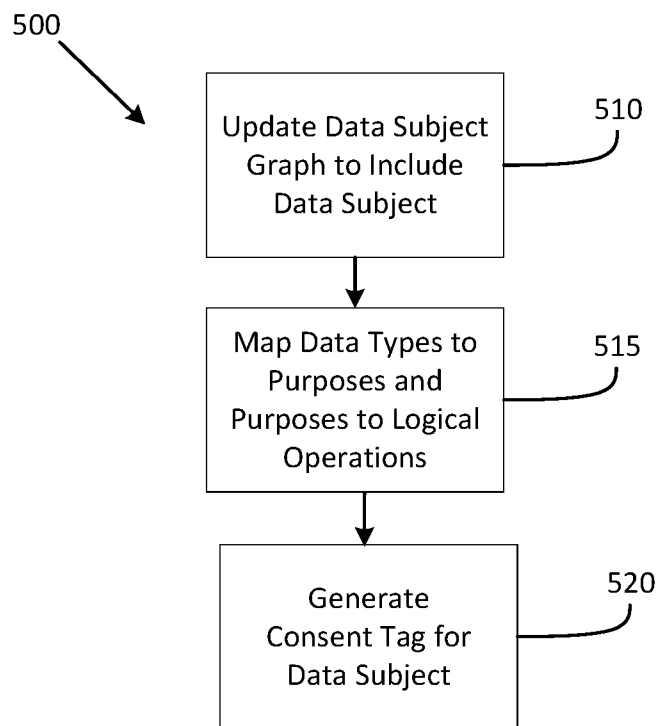 500
Update Data Subject
Graph to Include
Data Subject
510
Map Data Types to
Purposes and
Purposes to Logical
Operations
515
Generate
Consent Tag for
Data Subject
520